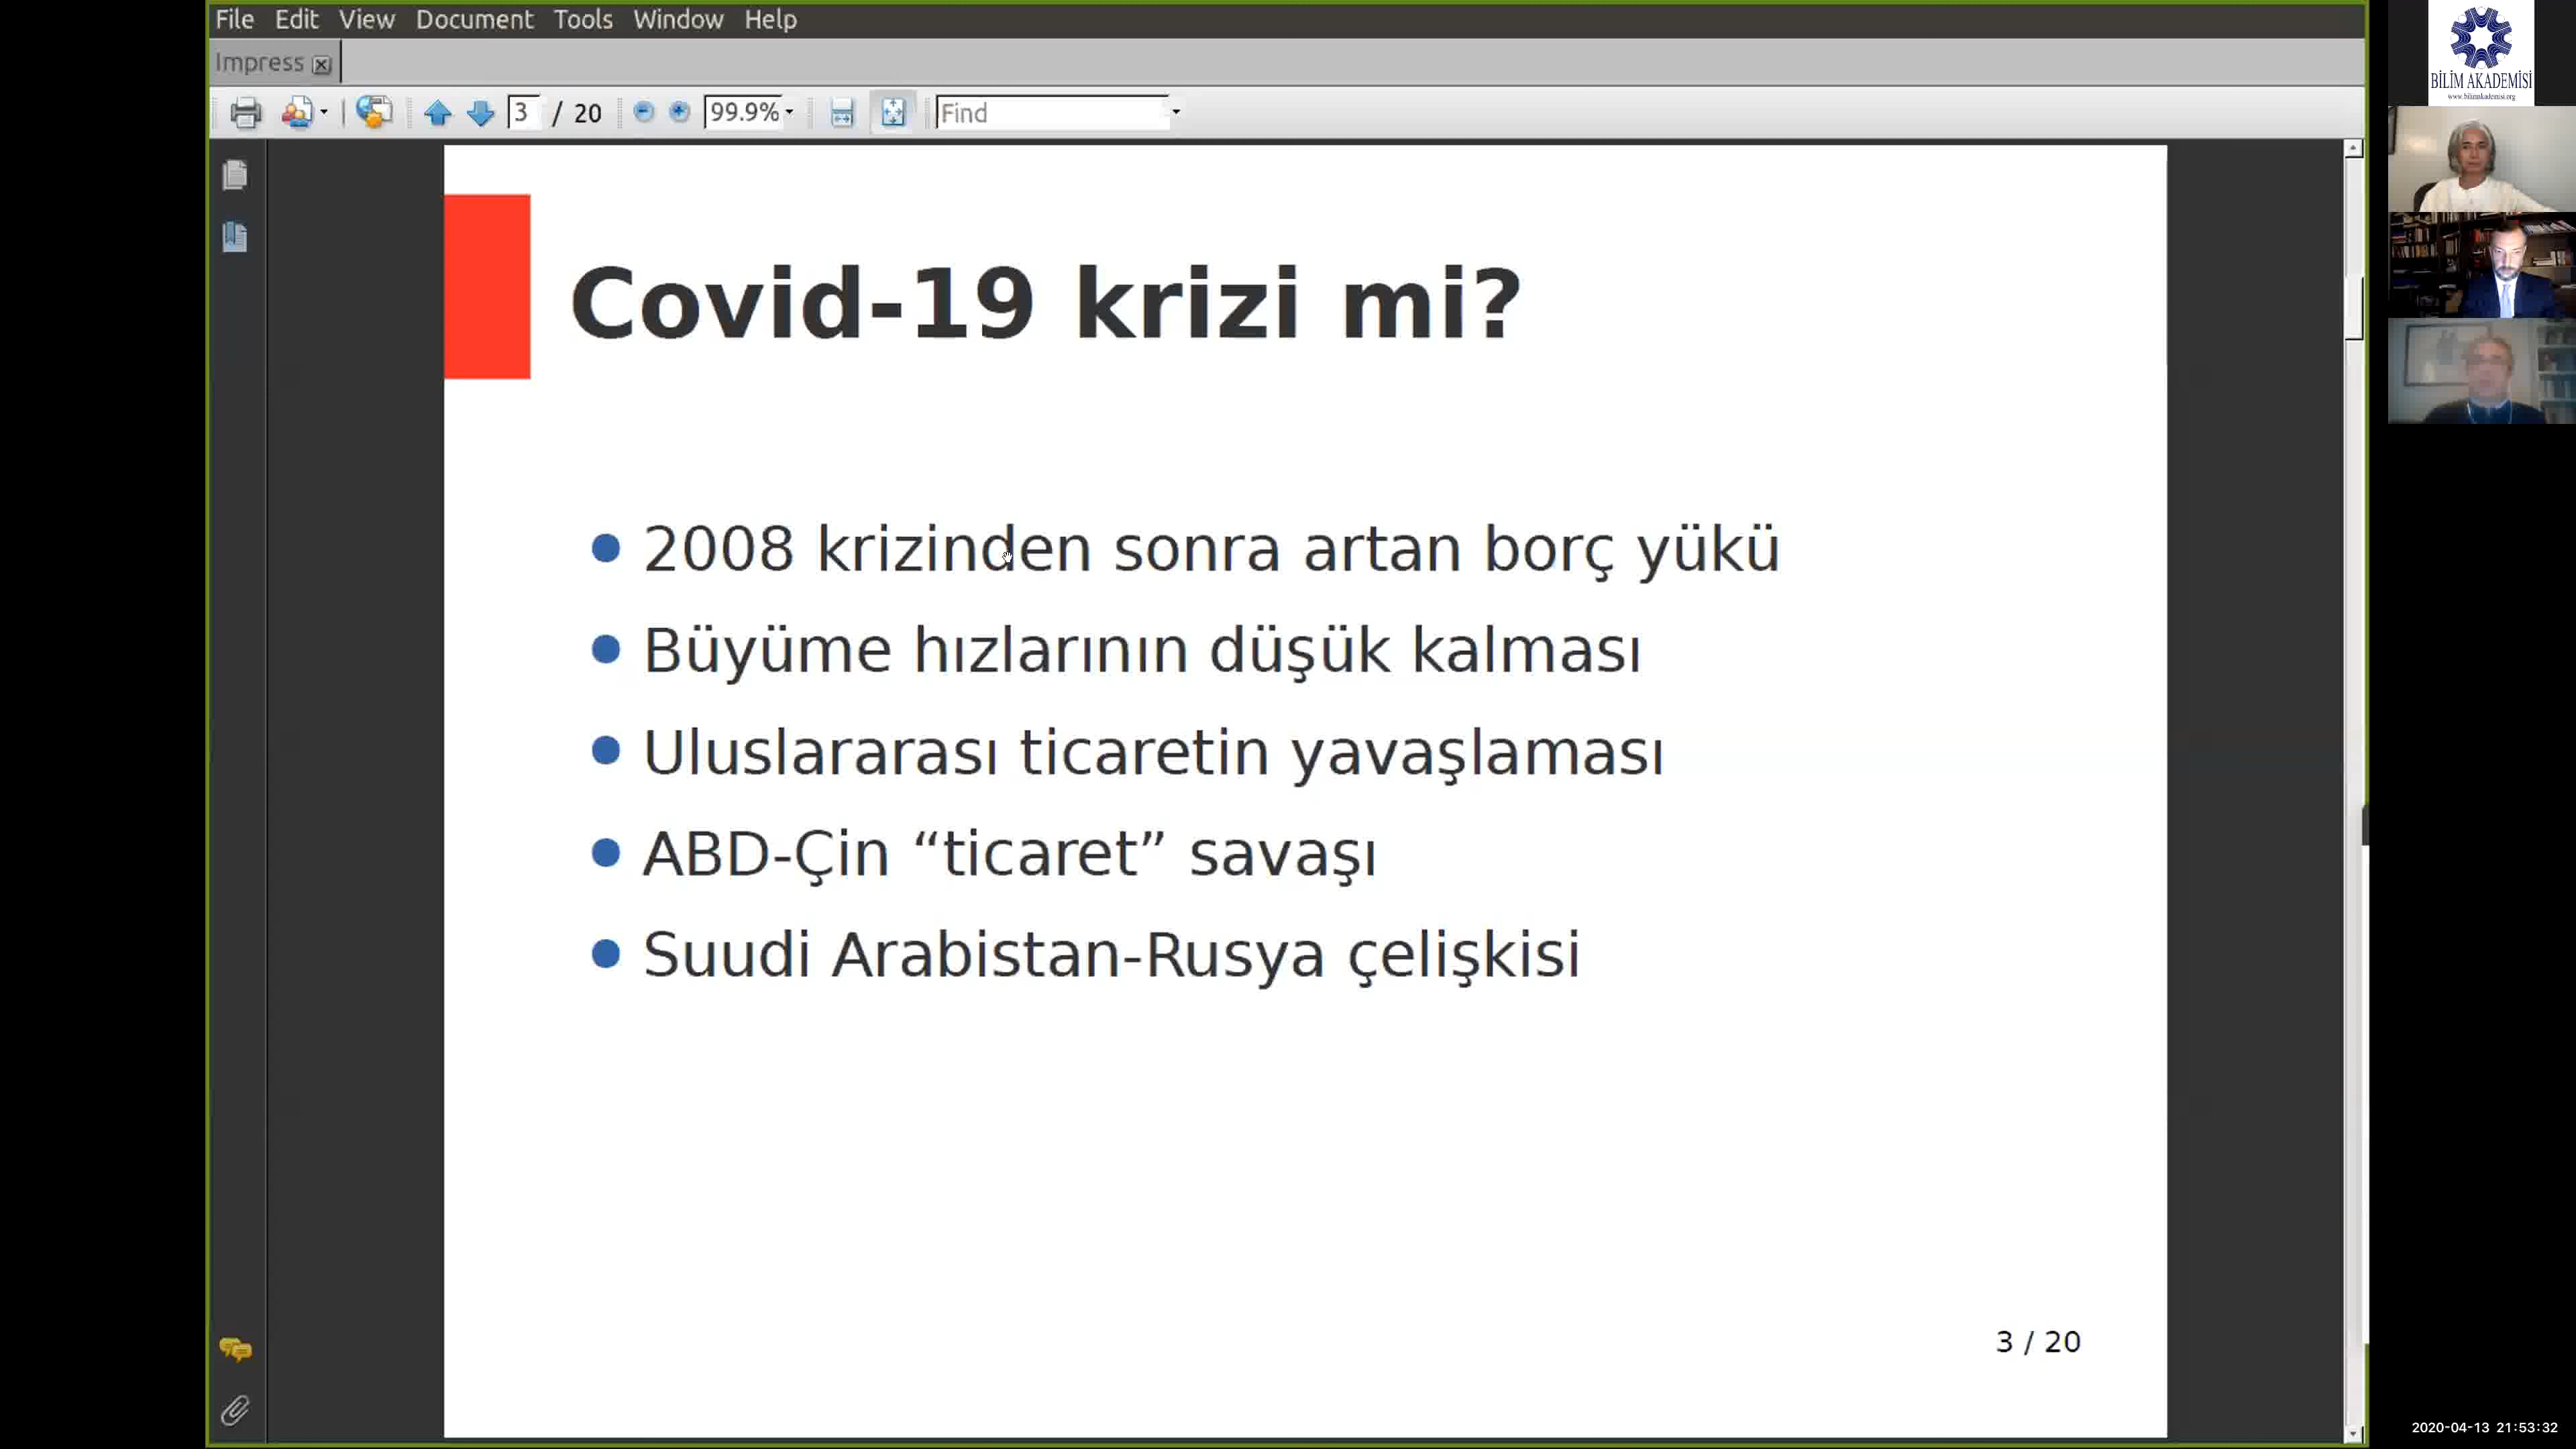 File Edit View Document Tools Window Help
Impress
3 / 20 99.9% Find
Covid-19 krizi mi?
2008 krizinden sonra artan borç yükü
Büyüme hızlarının düşük kalması
Uluslararası ticaretin yavaşlaması
ABD-Çin “ticaret” savaşı
Suudi Arabistan-Rusya çelişkisi
3 / 20
BİLİM AKADEMİSİ
www.bilimakademisi.org
2020-04-13 21:53:32